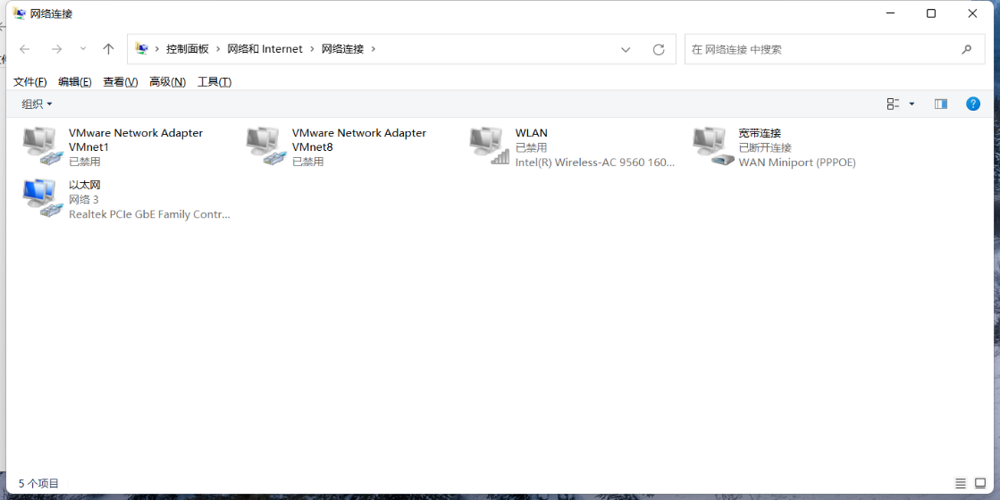 网络连接
控制面板 › 网络和 Internet › 网络连接 ›
在 网络连接 中搜索
文件(F) 编辑(E) 查看(V) 高级(N) 工具(T)
组织
VMware Network Adapter
VMnet1
已禁用
VMware Network Adapter
VMnet8
已禁用
WLAN
已禁用
Intel(R) Wireless-AC 9560 160...
宽带连接
已断开连接
WAN Miniport (PPPOE)
以太网
网络 3
Realtek PCIe GbE Family Contr...
5 个项目